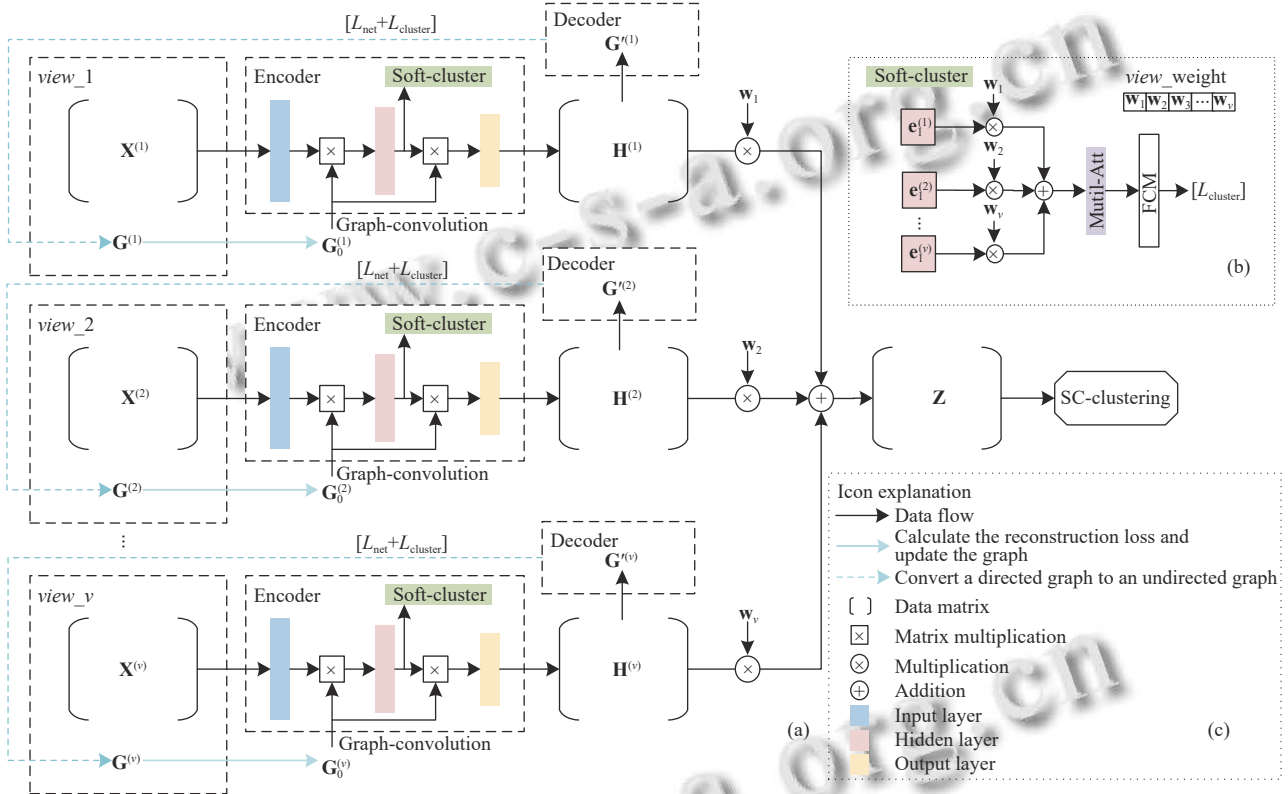 [L_net+L_cluster]
Decoder
G′^(1)
view_1
X^(1)
G^(1)
Encoder
Soft-cluster
×
×
Graph-convolution
G_0^(1)
H^(1)
w_1
×
[L_net+L_cluster]
Decoder
G′^(2)
view_2
X^(2)
G^(2)
Encoder
Soft-cluster
×
×
Graph-convolution
G_0^(2)
H^(2)
w_2
×
+
Z
SC-clustering
⋮
[L_net+L_cluster]
Decoder
G′^(v)
view_v
X^(v)
G^(v)
Encoder
Soft-cluster
×
×
Graph-convolution
G_0^(v)
H^(v)
w_v
×
(a)
Soft-cluster
view_weight
w_1 w_2 w_3 ⋯ w_v
e_1^(1)
w_1
×
e_1^(2)
w_2
×
⋮
e_1^(v)
w_v
×
+
Mutil-Att
FCM
[L_cluster]
(b)
Icon explanation
Data flow
Calculate the reconstruction loss and
update the graph
Convert a directed graph to an undirected graph
Data matrix
× Matrix multiplication
× Multiplication
+ Addition
Input layer
Hidden layer
Output layer
(c)
w.c-s-a.org.cn
a.org.cn